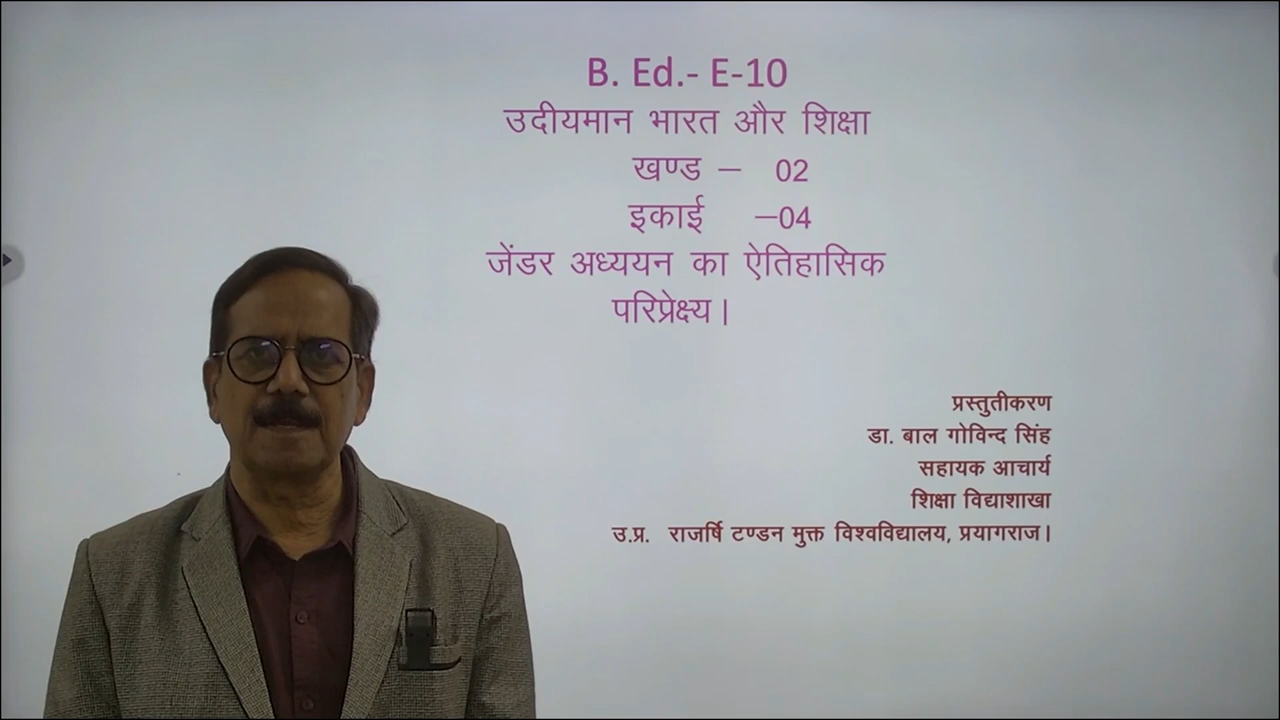 B. Ed.- E-10
उदीयमान भारत और शिक्षा
खण्ड – 02
इकाई –04
जेंडर अध्ययन का ऐतिहासिक
परिप्रेक्ष्य।
प्रस्तुतीकरण
डा. बाल गोविन्द सिंह
सहायक आचार्य
शिक्षा विद्याशाखा
उ.प्र. राजर्षि टण्डन मुक्त विश्वविद्यालय, प्रयागराज।